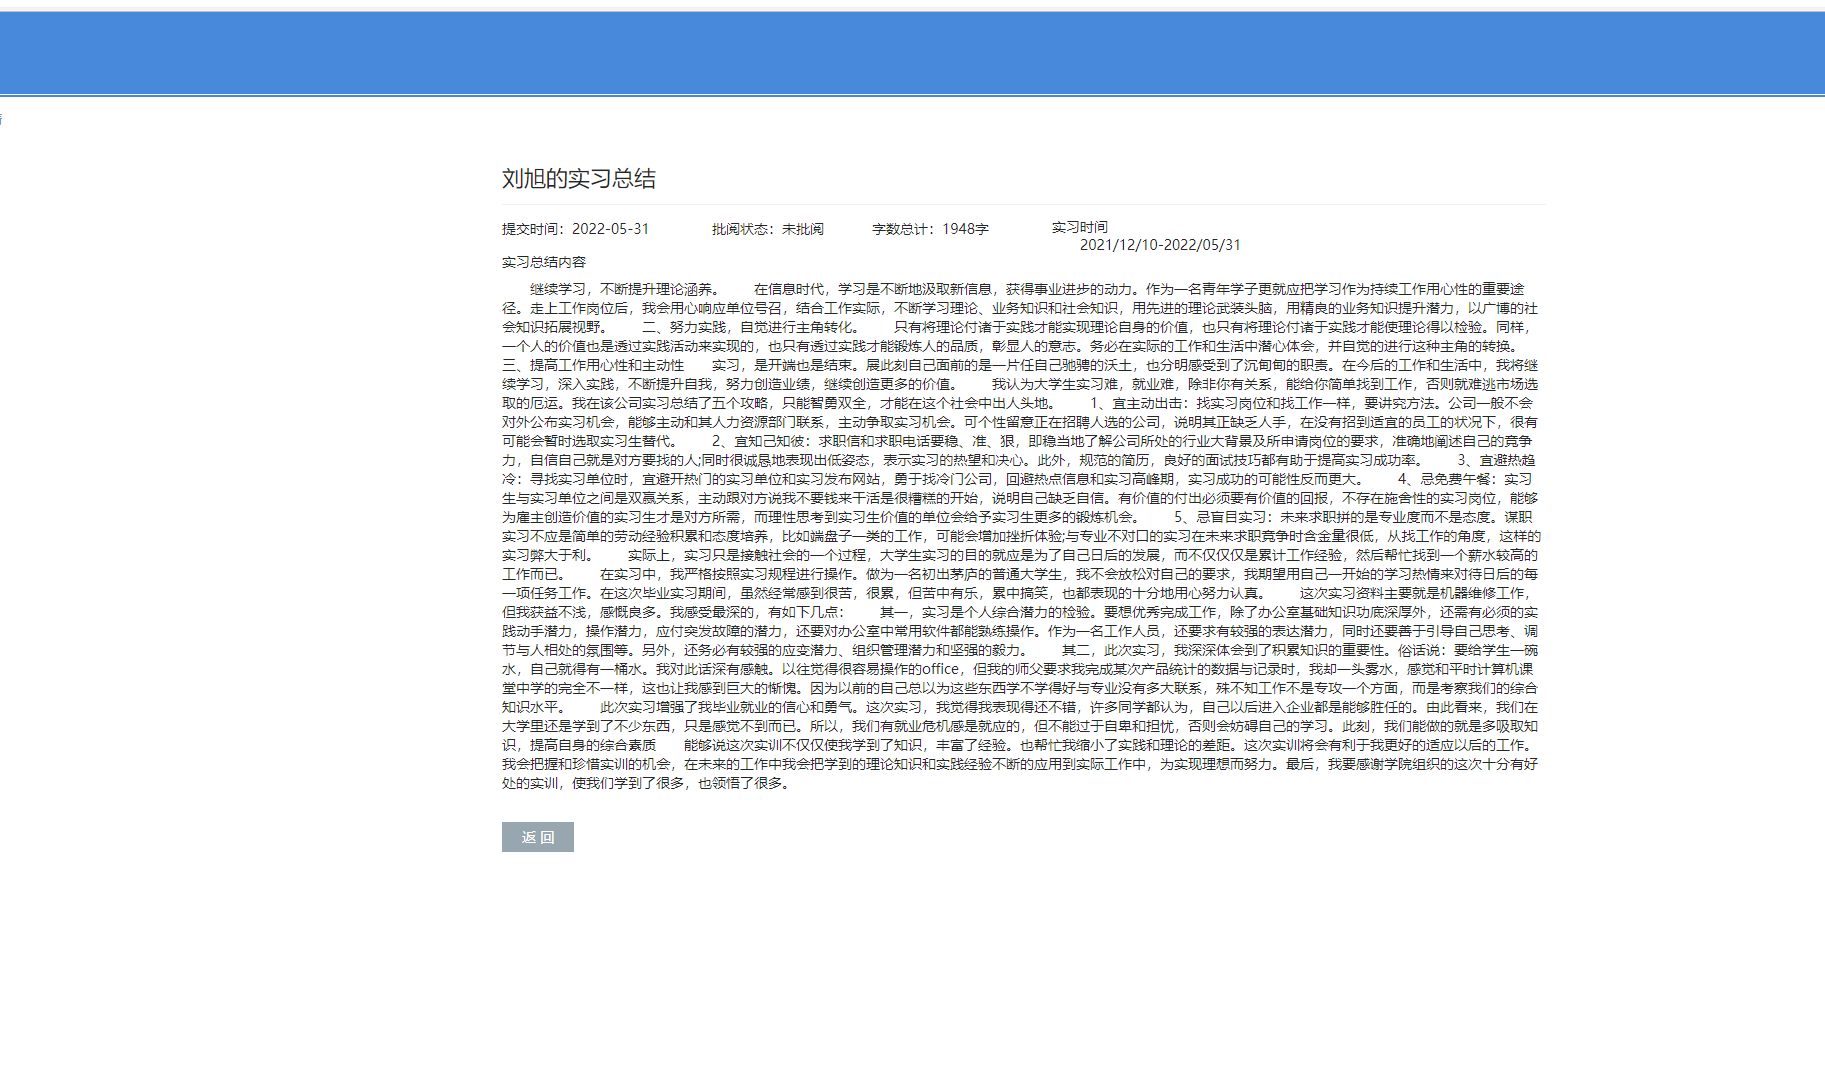 刘旭的实习总结
提交时间：2022-05-31 批阅状态：未批阅 字数总计：1948字 实习时间
2021/12/10-2022/05/31
实习总结内容
继续学习，不断提升理论涵养。 在信息时代，学习是不断地汲取新信息，获得事业进步的动力。作为一名青年学子更就应把学习作为持续工作用心性的重要途
径。走上工作岗位后，我会用心响应单位号召，结合工作实际，不断学习理论、业务知识和社会知识，用先进的理论武装头脑，用精良的业务知识提升潜力，以广博的社
会知识拓展视野。 二、努力实践，自觉进行主角转化。 只有将理论付诸于实践才能实现理论自身的价值，也只有将理论付诸于实践才能使理论得以检验。同样，
一个人的价值也是透过实践活动来实现的，也只有透过实践才能锻炼人的品质，彰显人的意志。务必在实际的工作和生活中潜心体会，并自觉的进行这种主角的转换。
三、提高工作用心性和主动性 实习，是开端也是结束。展此刻自己面前的是一片任自己驰骋的沃土，也分明感受到了沉甸甸的职责。在今后的工作和生活中，我将继
续学习，深入实践，不断提升自我，努力创造业绩，继续创造更多的价值。 我认为大学生实习难，就业难，除非你有关系，能给你简单找到工作，否则就难逃市场选
取的厄运。我在该公司实习总结了五个攻略，只能智勇双全，才能在这个社会中出人头地。 1、宜主动出击：找实习岗位和找工作一样，要讲究方法。公司一般不会
对外公布实习机会，能够主动和其人力资源部门联系，主动争取实习机会。可个性留意正在招聘人选的公司，说明其正缺乏人手，在没有招到适宜的员工的状况下，很有
可能会暂时选取实习生替代。 2、宜知己知彼：求职信和求职电话要稳、准、狠，即稳当地了解公司所处的行业大背景及所申请岗位的要求，准确地阐述自己的竞争
力，自信自己就是对方要找的人;同时很诚恳地表现出低姿态，表示实习的热望和决心。此外，规范的简历，良好的面试技巧都有助于提高实习成功率。 3、宜避热趋
冷：寻找实习单位时，宜避开热门的实习单位和实习发布网站，勇于找冷门公司，回避热点信息和实习高峰期，实习成功的可能性反而更大。 4、忌免费午餐：实习
生与实习单位之间是双赢关系，主动跟对方说我不要钱来干活是很糟糕的开始，说明自己缺乏自信。有价值的付出必须要有价值的回报，不存在施舍性的实习岗位，能够
为雇主创造价值的实习生才是对方所需，而理性思考到实习生价值的单位会给予实习生更多的锻炼机会。 5、忌盲目实习：未来求职拼的是专业度而不是态度。谋职
实习不应是简单的劳动经验积累和态度培养，比如端盘子一类的工作，可能会增加挫折体验;与专业不对口的实习在未来求职竞争时含金量很低，从找工作的角度，这样的
实习弊大于利。 实际上，实习只是接触社会的一个过程，大学生实习的目的就应是为了自己日后的发展，而不仅仅仅是累计工作经验，然后帮忙找到一个薪水较高的
工作而已。 在实习中，我严格按照实习规程进行操作。做为一名初出茅庐的普通大学生，我不会放松对自己的要求，我期望用自己一开始的学习热情来对待日后的每
一项任务工作。在这次毕业实习期间，虽然经常感到很苦，很累，但苦中有乐，累中搞笑，也都表现的十分地用心努力认真。 这次实习资料主要就是机器维修工作，
但我获益不浅，感慨良多。我感受最深的，有如下几点： 其一，实习是个人综合潜力的检验。要想优秀完成工作，除了办公室基础知识功底深厚外，还需有必须的实
践动手潜力，操作潜力，应付突发故障的潜力，还要对办公室中常用软件都能熟练操作。作为一名工作人员，还要求有较强的表达潜力，同时还要善于引导自己思考、调
节与人相处的氛围等。另外，还务必有较强的应变潜力、组织管理潜力和坚强的毅力。 其二，此次实习，我深深体会到了积累知识的重要性。俗话说：要给学生一碗
水，自己就得有一桶水。我对此话深有感触。以往觉得很容易操作的office，但我的师父要求我完成某次产品统计的数据与记录时，我却一头雾水，感觉和平时计算机课
堂中学的完全不一样，这也让我感到巨大的惭愧。因为以前的自己总以为这些东西学不学得好与专业没有多大联系，殊不知工作不是专攻一个方面，而是考察我们的综合
知识水平。 此次实习增强了我毕业就业的信心和勇气。这次实习，我觉得我表现得还不错，许多同学都认为，自己以后进入企业都是能够胜任的。由此看来，我们在
大学里还是学到了不少东西，只是感觉不到而已。所以，我们有就业危机感是就应的，但不能过于自卑和担忧，否则会妨碍自己的学习。此刻，我们能做的就是多吸取知
识，提高自身的综合素质 能够说这次实训不仅仅使我学到了知识，丰富了经验。也帮忙我缩小了实践和理论的差距。这次实训将会有利于我更好的适应以后的工作。
我会把握和珍惜实训的机会，在未来的工作中我会把学到的理论知识和实践经验不断的应用到实际工作中，为实现理想而努力。最后，我要感谢学院组织的这次十分有好
处的实训，使我们学到了很多，也领悟了很多。
返 回